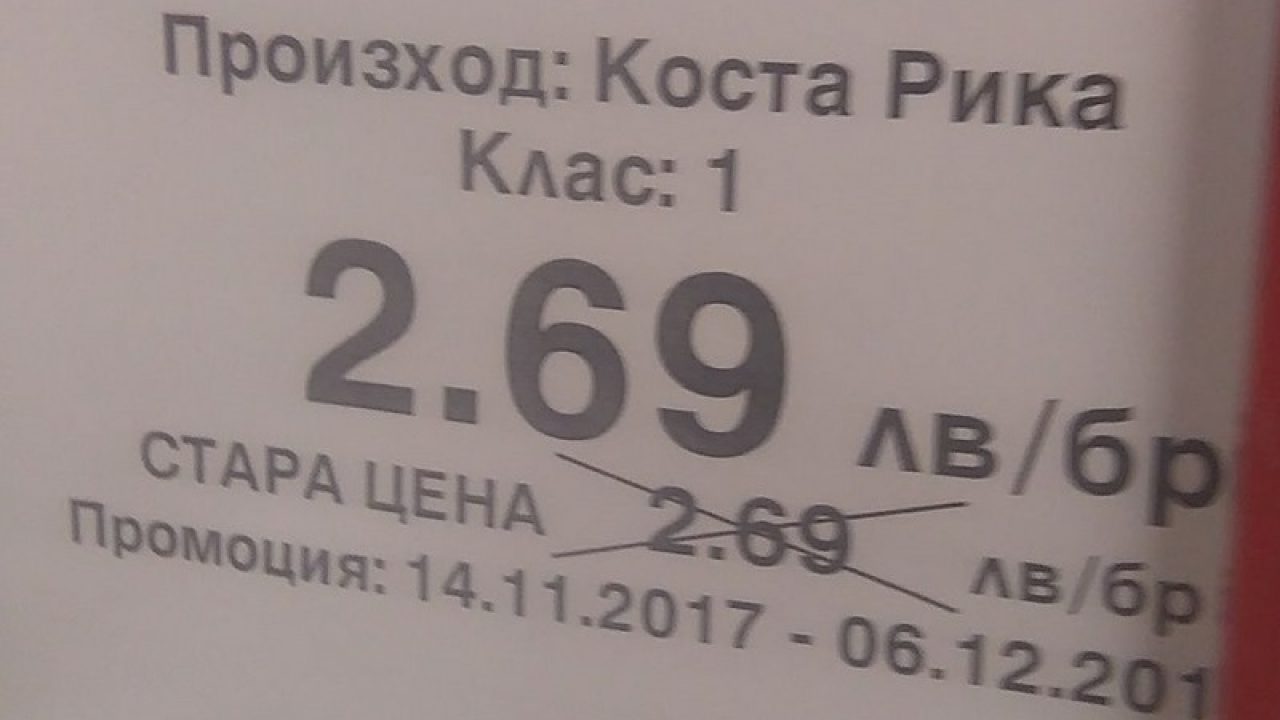 Произход: Коста Рика
Клас: 1
2.69 лв/бр
СТАРА ЦЕНА 2.69 лв/бр
Промоция: 14.11.2017 - 06.12.201